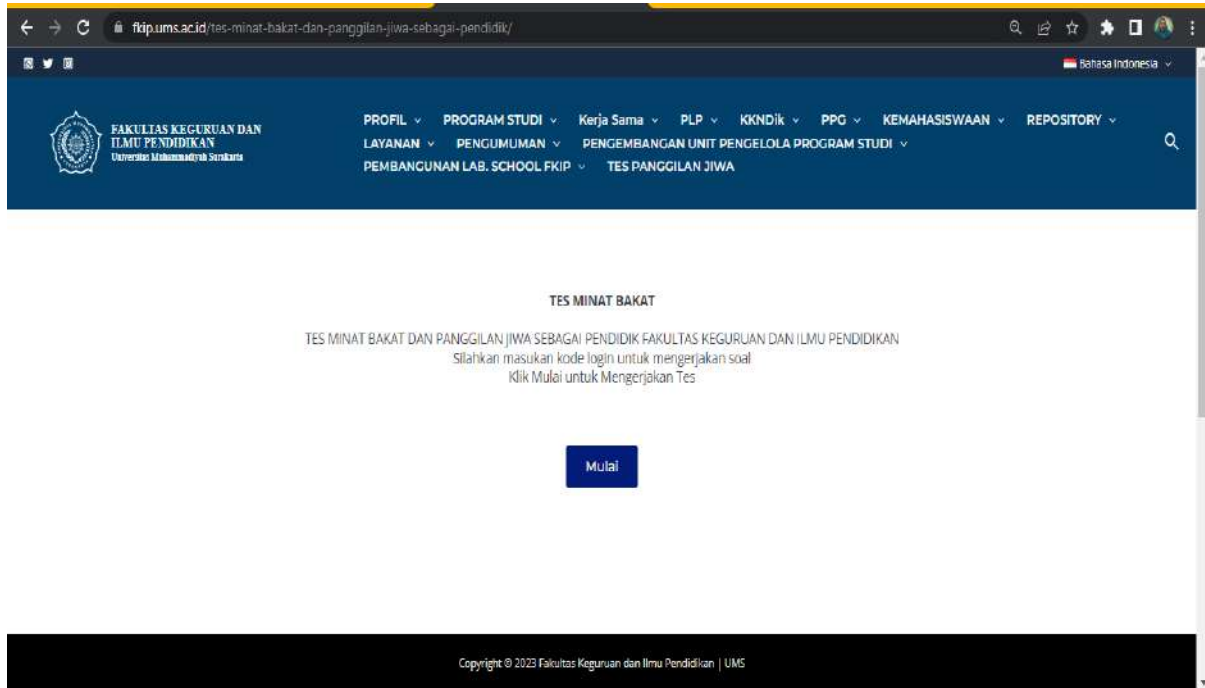 fkip.ums.ac.id/tes-minat-bakat-dan-panggilan-jiwa-sebagai-pendidik/
Bahasa Indonesia
FAKULTAS KEGURUAN DAN
ILMU PENDIDIKAN
Universitas Muhammadiyah Surakarta
PROFIL PROGRAM STUDI Kerja Sama PLP KKNDik PPG KEMAHASISWAAN REPOSITORY
LAYANAN PENGUMUMAN PENGEMBANGAN UNIT PENGELOLA PROGRAM STUDI
PEMBANGUNAN LAB. SCHOOL FKIP TES PANGGILAN JIWA
TES MINAT BAKAT
TES MINAT BAKAT DAN PANGGILAN JIWA SEBAGAI PENDIDIK FAKULTAS KEGURUAN DAN ILMU PENDIDIKAN
Silahkan masukan kode login untuk mengerjakan soal
Klik Mulai untuk Mengerjakan Tes
Mulai
Copyright © 2023 Fakultas Keguruan dan Ilmu Pendidikan | UMS